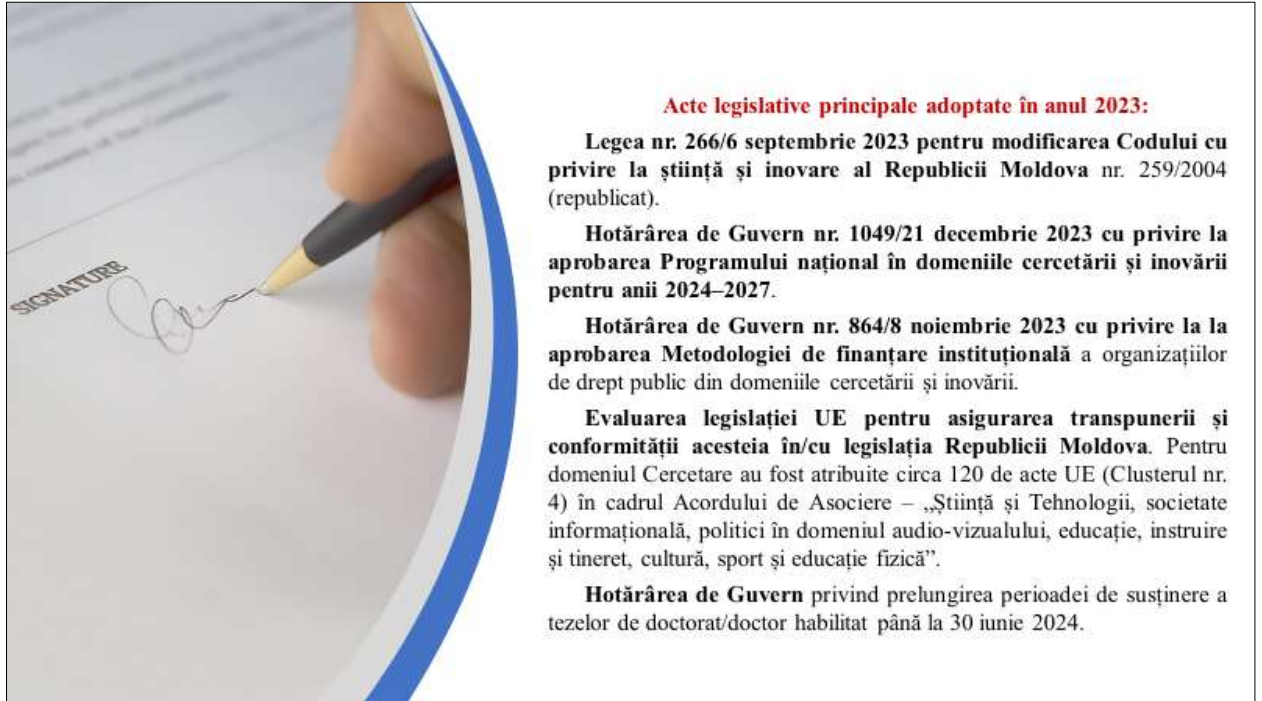 SIGNATURE
Acte legislative principale adoptate în anul 2023:
Legea nr. 266/6 septembrie 2023 pentru modificarea Codului cu
privire la știință și inovare al Republicii Moldova nr. 259/2004
(republicat).
Hotărârea de Guvern nr. 1049/21 decembrie 2023 cu privire la
aprobarea Programului național în domeniile cercetării și inovării
pentru anii 2024–2027.
Hotărârea de Guvern nr. 864/8 noiembrie 2023 cu privire la la
aprobarea Metodologiei de finanțare instituțională a organizațiilor
de drept public din domeniile cercetării și inovării.
Evaluarea legislației UE pentru asigurarea transpunerii și
conformității acesteia în/cu legislația Republicii Moldova. Pentru
domeniul Cercetare au fost atribuite circa 120 de acte UE (Clusterul nr.
4) în cadrul Acordului de Asociere – „Știință și Tehnologii, societate
informațională, politici în domeniul audio-vizualului, educație, instruire
și tineret, cultură, sport și educație fizică”.
Hotărârea de Guvern privind prelungirea perioadei de susținere a
tezelor de doctorat/doctor habilitat până la 30 iunie 2024.